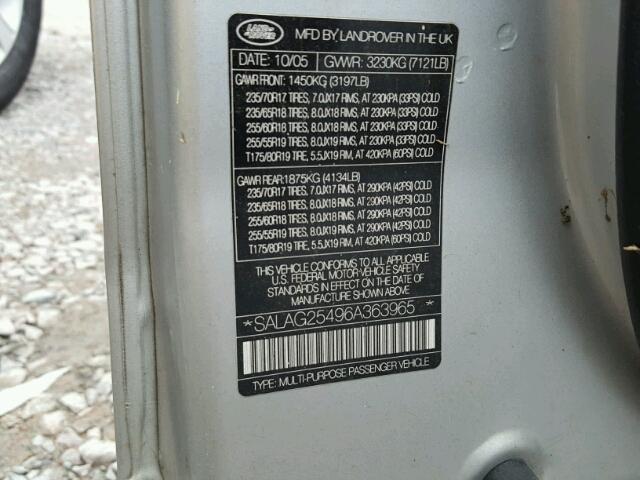 LAND-
ROVER
MFD BY LANDROVER IN THE UK
DATE: 10/05 GVWR: 3230KG (7121LB)
GAWR FRONT: 1450KG (3197LB)
235/70R17 TIRES, 7.0JX17 RIMS, AT 230KPA (33PSI) COLD
235/65R18 TIRES, 8.0JX18 RIMS, AT 230KPA (33PSI) COLD
255/60R18 TIRES, 8.0JX18 RIMS, AT 230KPA (33PSI) COLD
255/55R19 TIRES, 8.0JX19 RIMS, AT 230KPA (33PSI) COLD
T175/80R19 TIRE, 5.5JX19 RIM, AT 420KPA (60PSI) COLD
GAWR REAR:1875KG (4134LB)
235/70R17 TIRES, 7.0JX17 RIMS, AT 290KPA (42PSI) COLD
235/65R18 TIRES, 8.0JX18 RIMS, AT 290KPA (42PSI) COLD
255/60R18 TIRES, 8.0JX18 RIMS, AT 290KPA (42PSI) COLD
255/55R19 TIRES, 8.0JX19 RIMS, AT 290KPA (42PSI) COLD
T175/80R19 TIRE, 5.5JX19 RIM, AT 420KPA (60PSI) COLD
THIS VEHICLE CONFORMS TO ALL APPLICABLE
U.S. FEDERAL MOTOR-VEHICLE SAFETY
STANDARDS IN EFFECT ON THE DATE OF
MANUFACTURE SHOWN ABOVE
*SALAG25496A363965*
TYPE: MULTI-PURPOSE PASSENGER VEHICLE